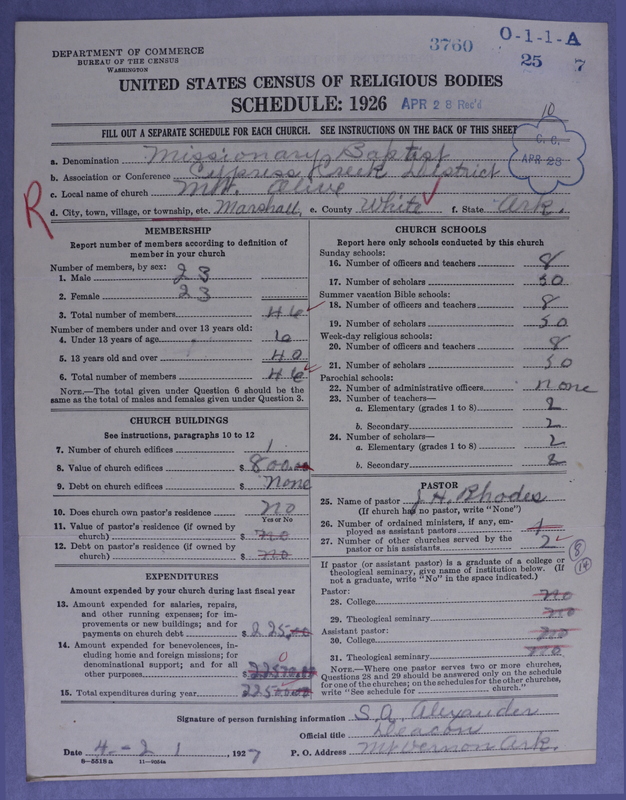 DEPARTMENT OF COMMERCE
BUREAU OF THE CENSUS
WASHINGTON
3760
O-1-1-A
25 7
UNITED STATES CENSUS OF RELIGIOUS BODIES
SCHEDULE: 1926
APR 28 Rec'd
10
FILL OUT A SEPARATE SCHEDULE FOR EACH CHURCH. SEE INSTRUCTIONS ON THE BACK OF THIS SHEET
C. C.
APR 28
a. Denomination Missionary Baptist
b. Association or Conference Cyppress Creek District
c. Local name of church Mt. Olive
R
d. City, town, village, or township, etc. Marshall, e. County White f. State Ark.
MEMBERSHIP
Report number of members according to definition of
member in your church
Number of members, by sex:
1. Male 23
2. Female 23
3. Total number of members 46
Number of members under and over 13 years old:
4. Under 13 years of age 6
5. 13 years old and over 40
6. Total number of members 46
NOTE.—The total given under Question 6 should be the
same as the total of males and females given under Question 3.
CHURCH BUILDINGS
See instructions, paragraphs 10 to 12
7. Number of church edifices 1
8. Value of church edifices $ 800.00
9. Debt on church edifices $ None
10. Does church own pastor's residence no
Yes or No
11. Value of pastor's residence (if owned by
church) $ no
12. Debt on pastor's residence (if owned by
church) $ no
EXPENDITURES
Amount expended by your church during last fiscal year
13. Amount expended for salaries, repairs,
and other running expenses; for im-
provements or new buildings; and for
payments on church debt $ 225.00
14. Amount expended for benevolences, in-
cluding home and foreign missions; for
denominational support; and for all
0
other purposes $ 22500.00
15. Total expenditures during year 22500.00
CHURCH SCHOOLS
Report here only schools conducted by this church
Sunday schools:
16. Number of officers and teachers 8
17. Number of scholars 50
Summer vacation Bible schools:
18. Number of officers and teachers 8
19. Number of scholars 50
Week-day religious schools:
20. Number of officers and teachers 8
21. Number of scholars 50
Parochial schools:
22. Number of administrative officers none
23. Number of teachers—
a. Elementary (grades 1 to 8) 2
b. Secondary 2
24. Number of scholars—
a. Elementary (grades 1 to 8) 2
b. Secondary 2
PASTOR
25. Name of pastor J. H. Rhodes
(If church has no pastor, write "None")
26. Number of ordained ministers, if any, em-
ployed as assistant pastors 1
27. Number of other churches served by the
pastor or his assistants 2
8
14
If pastor (or assistant pastor) is a graduate of a college or
theological seminary, give name of institution below. (If
not a graduate, write "No" in the space indicated.)
Pastor:
28. College no
29. Theological seminary no
Assistant pastor:
30. College no
31. Theological seminary no
NOTE.—Where one pastor serves two or more churches,
Questions 28 and 29 should be answered only on the schedule
for one of the churches; on the schedules for the other churches,
write "See schedule for church."
Signature of person furnishing information S. A. Alexander
Official title Deacon
Date 4-21, 1927 P. O. Address Mt Vernon Ark.
8-5518 a 11-9054a